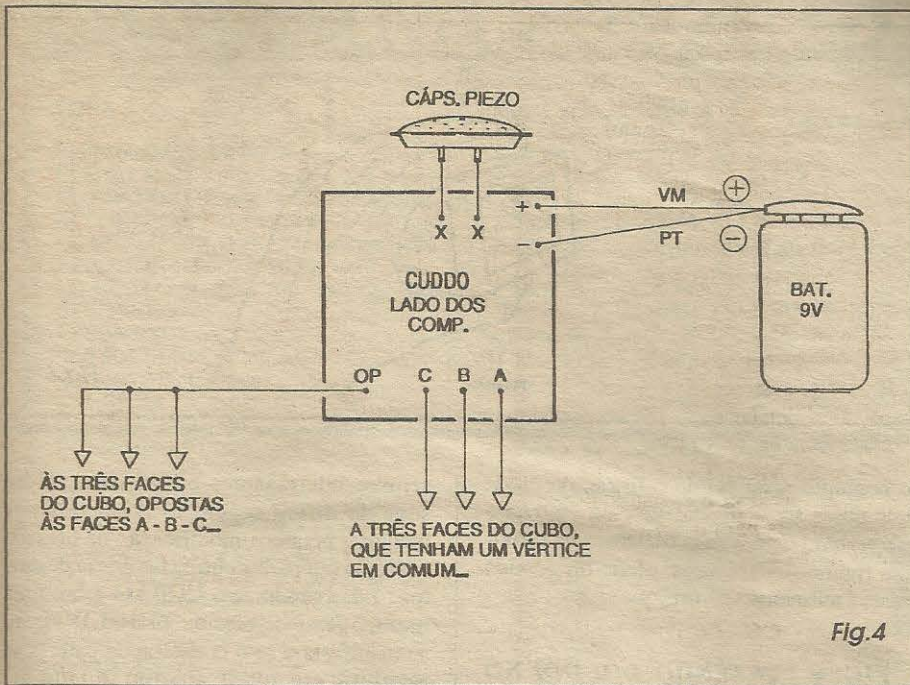 CÁPS. PIEZO
X X
+
−
VM +
PT −
BAT.
9V
CUDDO
LADO DOS
COMP.
OP C B A
ÀS TRÊS FACES
DO CUBO, OPOSTAS
ÀS FACES A - B - C...
A TRÊS FACES DO CUBO,
QUE TENHAM UM VÉRTICE
EM COMUM...
Fig.4